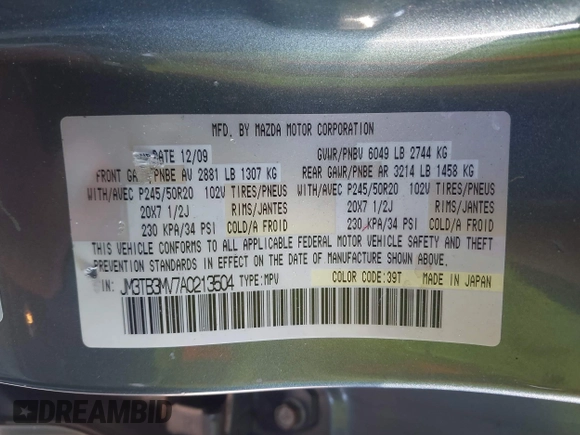 MFD. BY MAZDA MOTOR CORPORATION
DATE 12/09 GVWR/PNBV 6049 LB 2744 KG
FRONT GA /PNBE AV 2881 LB 1307 KG REAR GAWR/PNBE AR 3214 LB 1458 KG
WITH/AVEC P245/50R20 102V TIRES/PNEUS WITH/AVEC P245/50R20 102V TIRES/PNEUS
20X7 1/2J RIMS/JANTES 20X7 1/2J RIMS/JANTES
230 KPA/34 PSI COLD/A FROID 230 KPA/34 PSI COLD/A FROID
THIS VEHICLE CONFORMS TO ALL APPLICABLE FEDERAL MOTOR VEHICLE SAFETY AND THEFT
PREVENTION STANDARDS IN EFFECT ON THE DATE OF MANUFACTURE SHOWN ABOVE.
IN: JM3TB3MV7A0213504 TYPE:MPV COLOR CODE:39T MADE IN JAPAN
DREAMBID